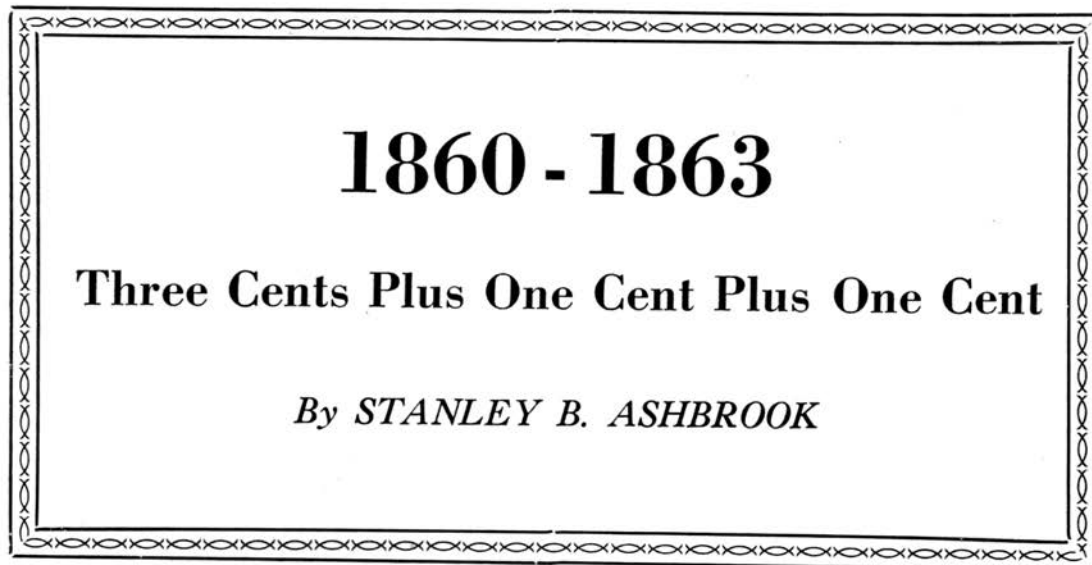 1860 - 1863
Three Cents Plus One Cent Plus One Cent
By STANLEY B. ASHBROOK